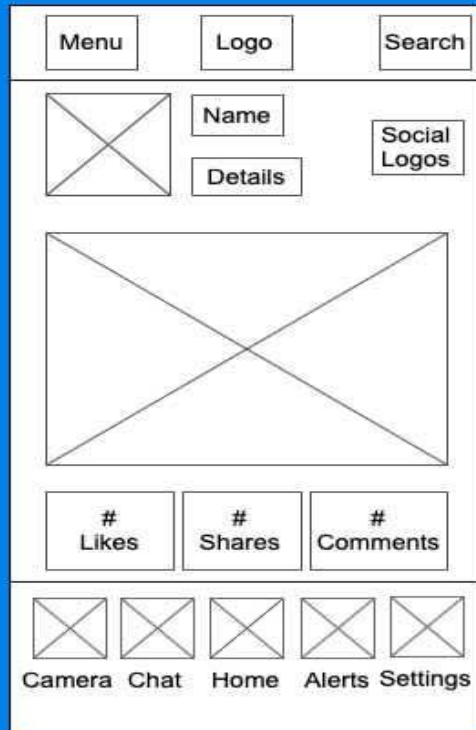 Menu Logo Search
Name
Social
Logos
Details
# # #
Likes Shares Comments
Camera Chat Home Alerts Settings